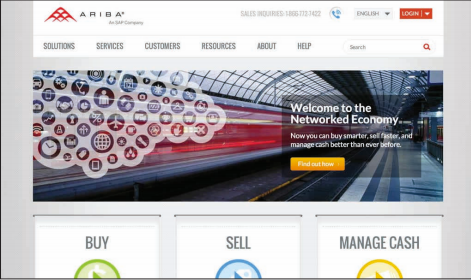 ARIBA®
An SAP Company
SALES INQUIRIES: 1.866.772.7422
ENGLISH
LOGIN
SOLUTIONS SERVICES CUSTOMERS RESOURCES ABOUT HELP Search
Welcome to the
Networked Economy
Now you can buy smarter, sell faster, and
manage cash better than ever before.
Find out how
BUY SELL MANAGE CASH